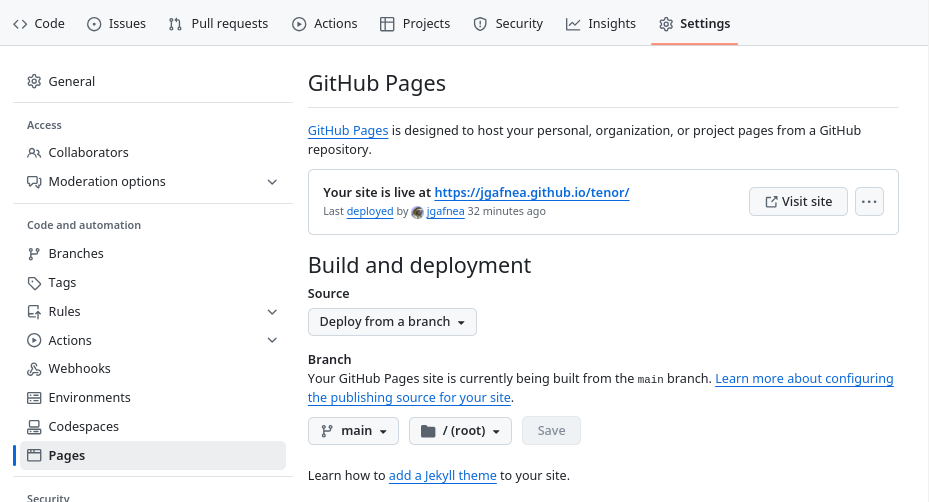 Code Issues Pull requests Actions Projects Security Insights Settings
General
Access
Collaborators
Moderation options
Code and automation
Branches
Tags
Rules
Actions
Webhooks
Environments
Codespaces
Pages
Security
GitHub Pages
GitHub Pages is designed to host your personal, organization, or project pages from a GitHub
repository.
Your site is live at https://jgafnea.github.io/tenor/
Last deployed by jgafnea 32 minutes ago
Visit site
Build and deployment
Source
Deploy from a branch
Branch
Your GitHub Pages site is currently being built from the main branch. Learn more about configuring
the publishing source for your site.
main / (root) Save
Learn how to add a Jekyll theme to your site.